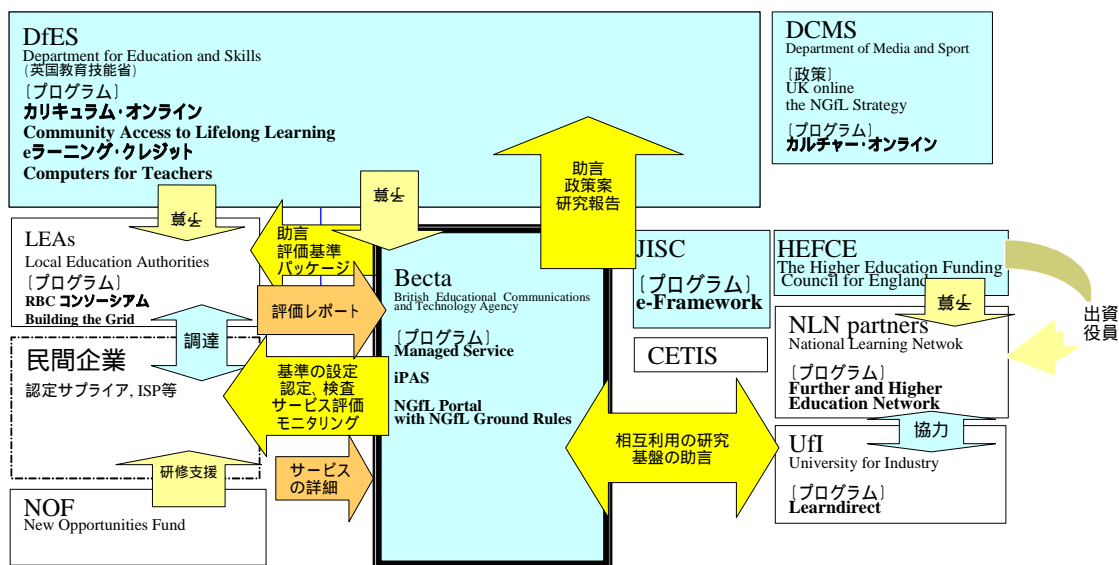 DfES
Department for Education and Skills
(英国教育技能省)
〔プログラム〕
カリキュラム・オンライン
Community Access to Lifelong Learning
eラーニング・クレジット
Computers for Teachers
DCMS
Department of Media and Sport
〔政策〕
UK online
the NGfL Strategy
〔プログラム〕
カルチャー・オンライン
助言
政策案
研究報告
予算
予算
LEAs
Local Education Authorities
〔プログラム〕
RBC コンソーシアム
Building the Grid
助言
評価基準
パッケージ
評価レポート
調達
民間企業
認定サプライア, ISP等
基準の設定
認定、検査
サービス評価
モニタリング
研修支援
サービス
の詳細
NOF
New Opportunities Fund
Becta
British Educational Communications
and Technology Agency
〔プログラム〕
Managed Service
iPAS
NGfL Portal
with NGfL Ground Rules
JISC
〔プログラム〕
e-Framework
CETIS
相互利用の研究
基盤の助言
HEFCE
The Higher Education Funding
Council for England
予算
出資
役員
NLN partners
National Learning Netwok
〔プログラム〕
Further and Higher
Education Network
協力
UfI
University for Industry
〔プログラム〕
Learndirect